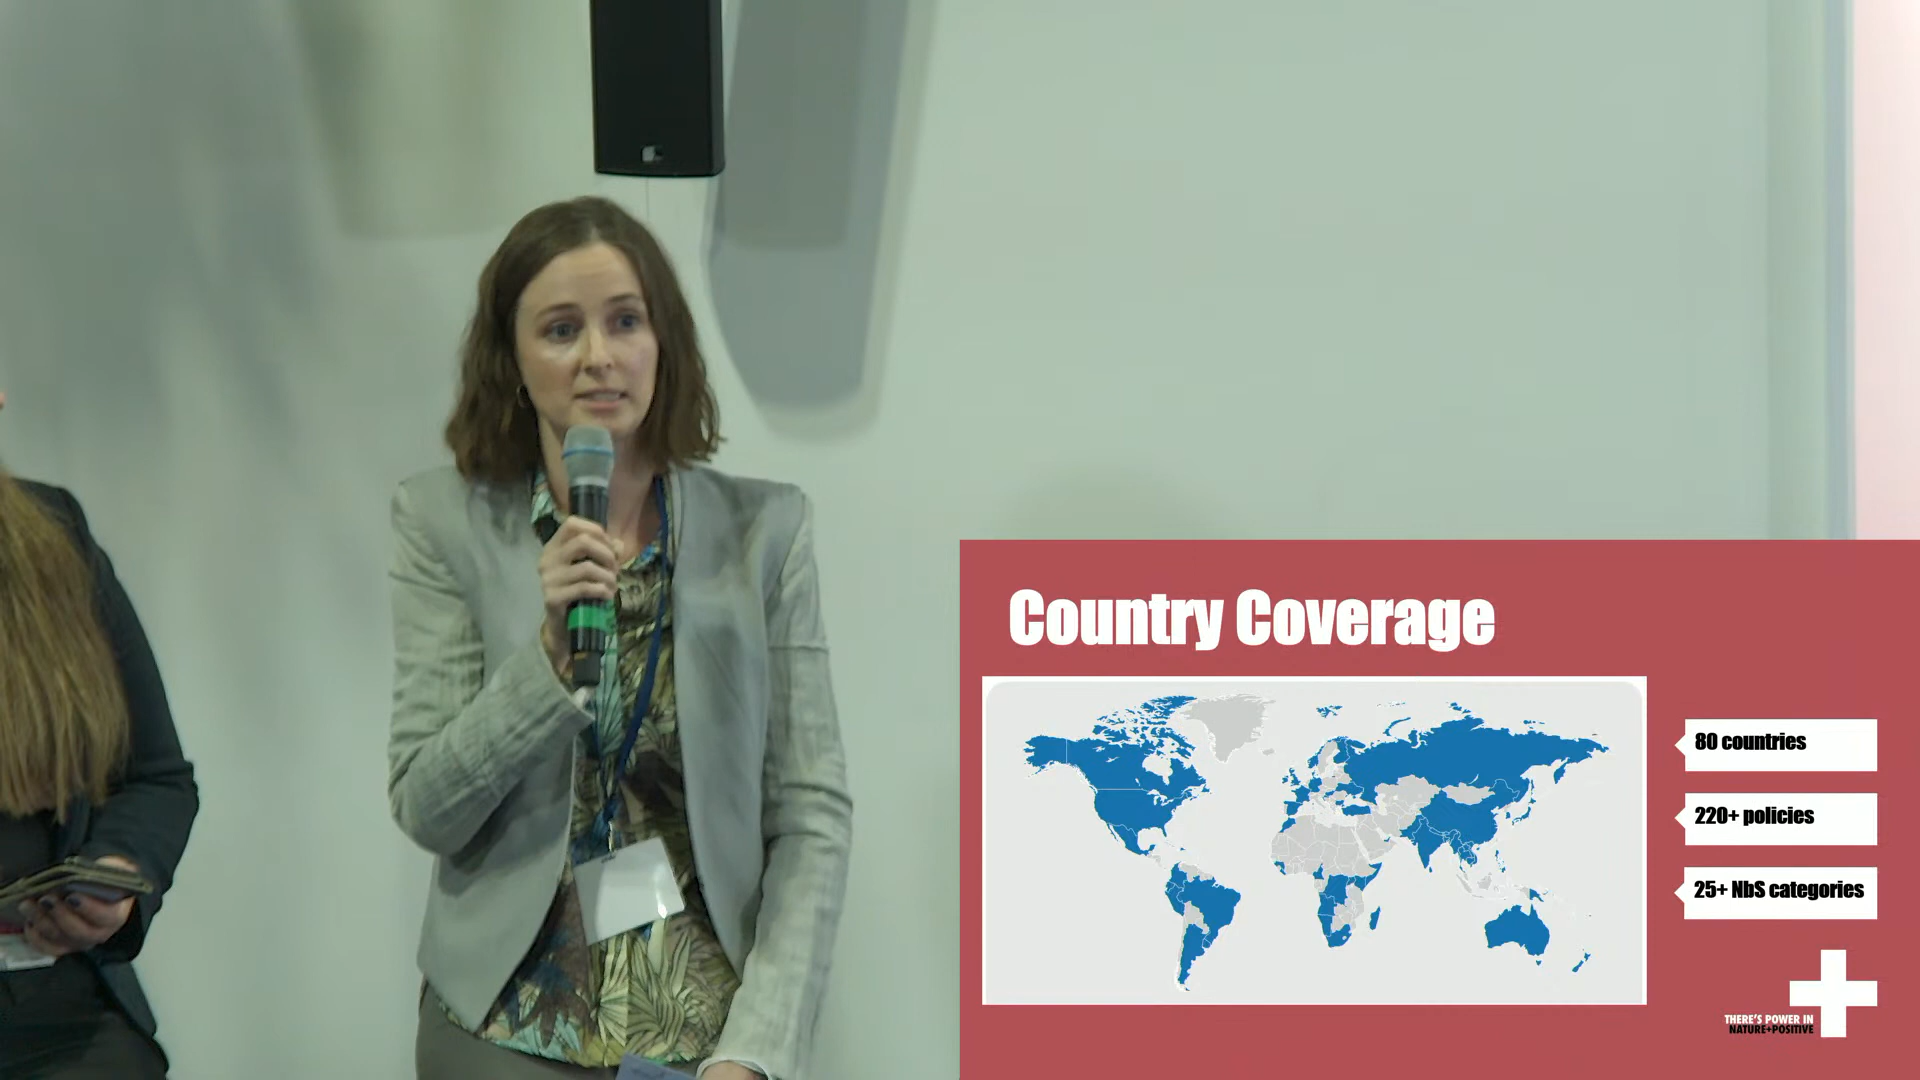 Country Coverage
80 countries
220+ policies
25+ NbS categories
THERE'S POWER IN
NATURE+POSITIVE